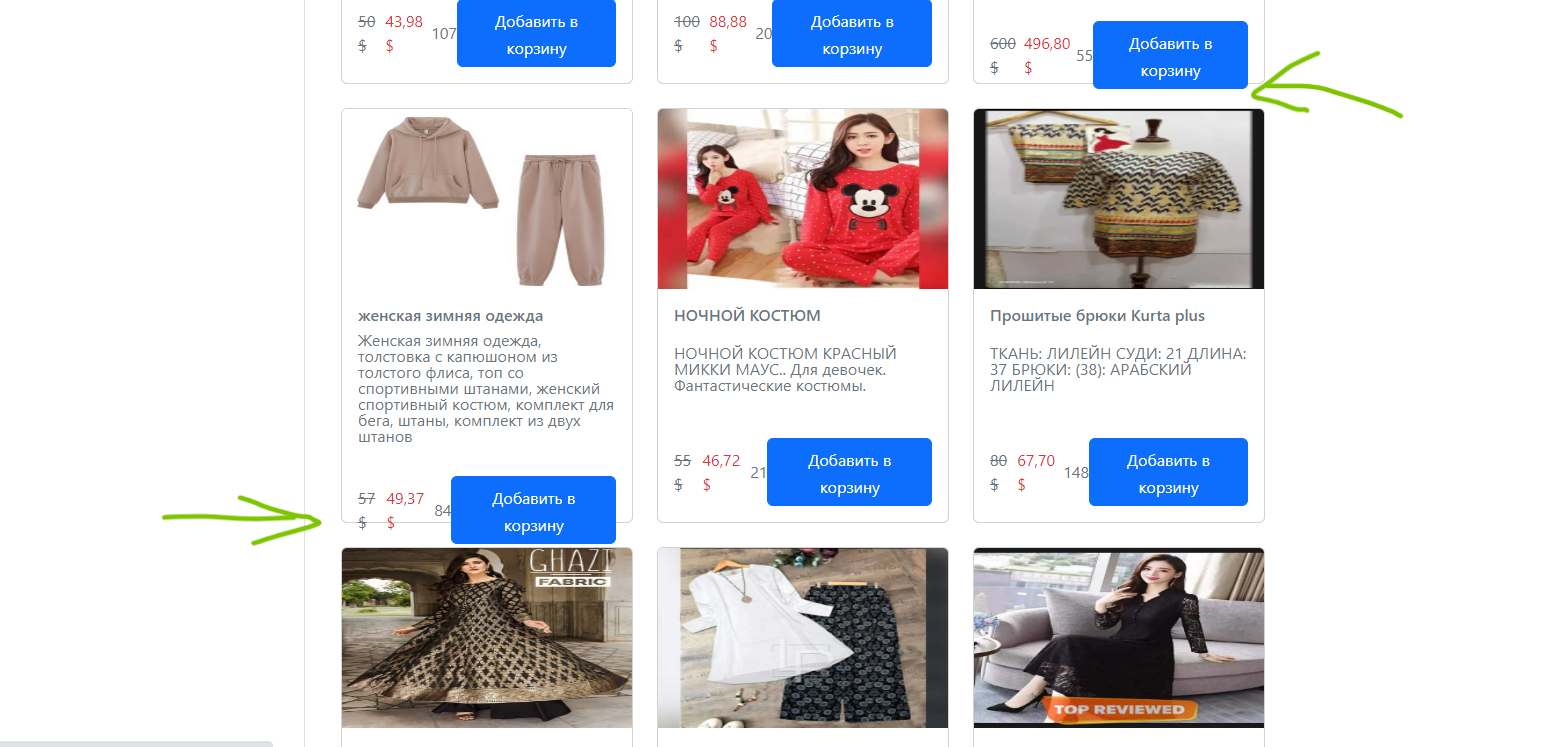 50 43,98 107 Добавить в
$ $ корзину
100 88,88 20 Добавить в
$ $ корзину
600 496,80 55 Добавить в
$ $ корзину
женская зимняя одежда
Женская зимняя одежда,
толстовка с капюшоном из
толстого флиса, топ со
спортивными штанами, женский
спортивный костюм, комплект для
бега, штаны, комплект из двух
штанов
57 49,37 84 Добавить в
$ $ корзину
НОЧНОЙ КОСТЮМ
НОЧНОЙ КОСТЮМ КРАСНЫЙ
МИККИ МАУС.. Для девочек.
Фантастические костюмы.
55 46,72 21 Добавить в
$ $ корзину
Прошитые брюки Kurta plus
ТКАНЬ: ЛИЛЕЙН СУДИ: 21 ДЛИНА:
37 БРЮКИ: (38): АРАБСКИЙ
ЛИЛЕЙН
80 67,70 148 Добавить в
$ $ корзину
GHAZI
FABRIC
TOP REVIEWED